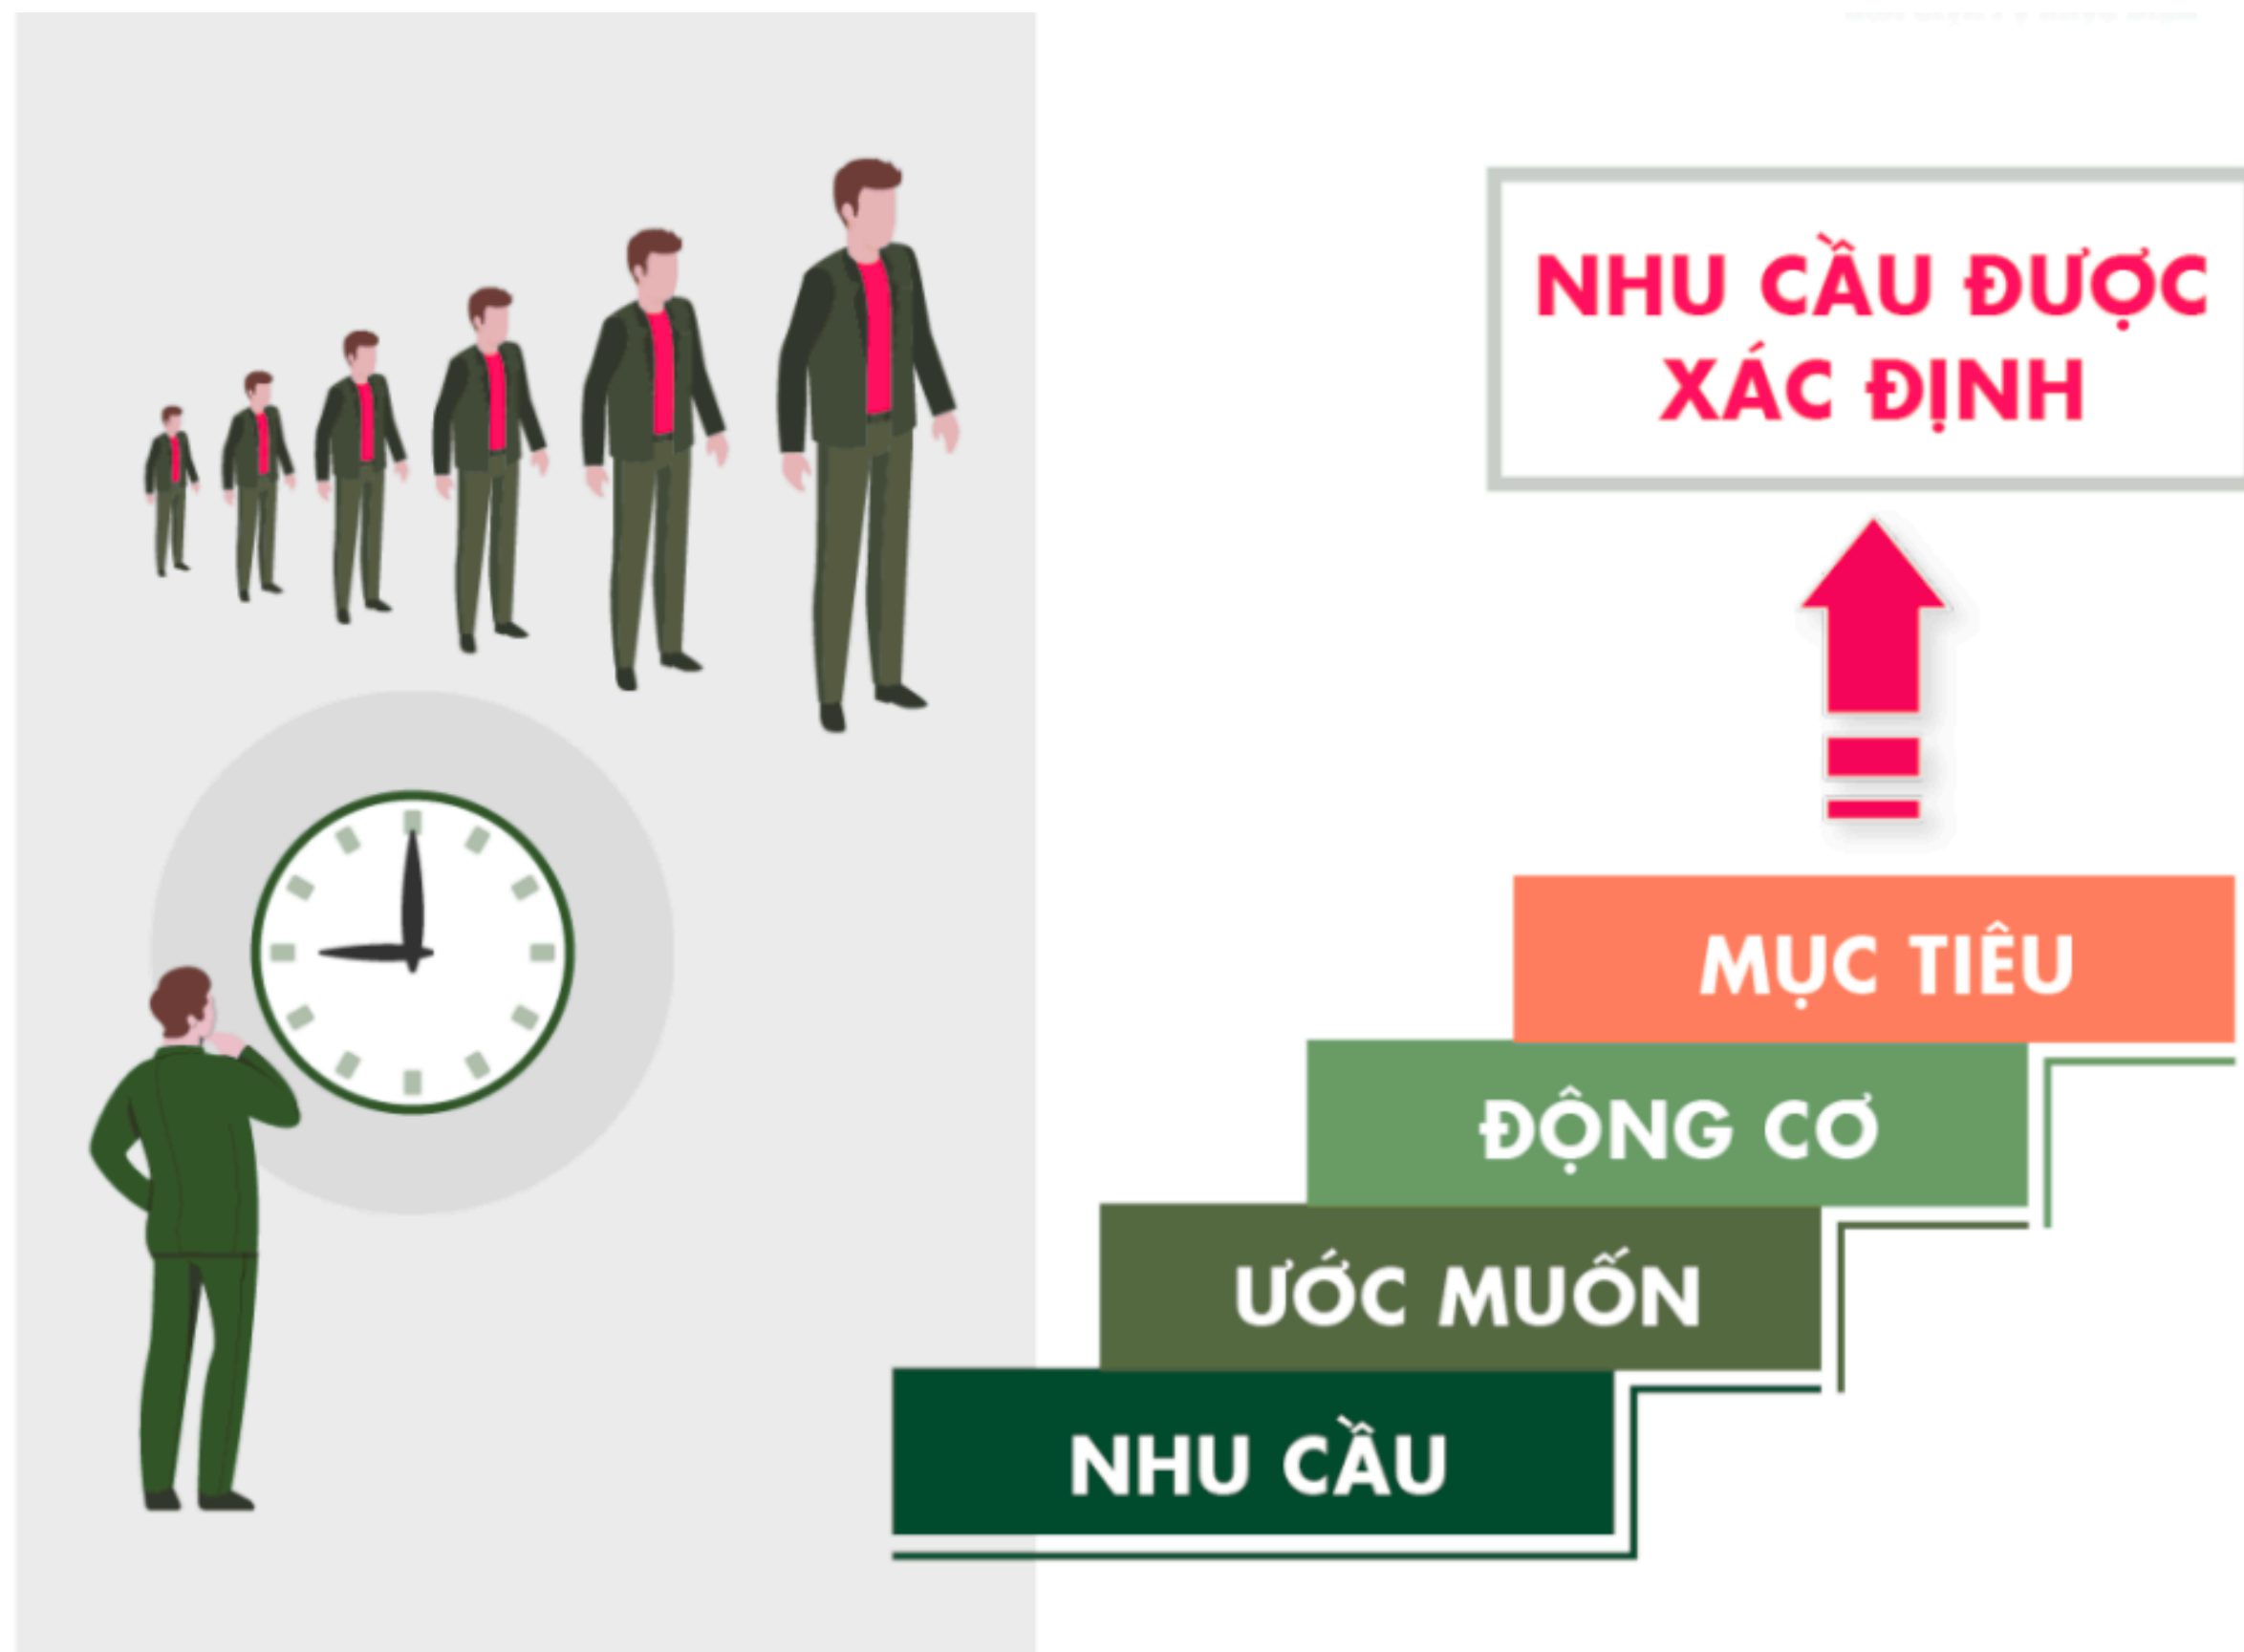 NHU CẦU ĐƯỢC
XÁC ĐỊNH
MỤC TIÊU
ĐỘNG CƠ
ƯỚC MUỐN
NHU CẦU